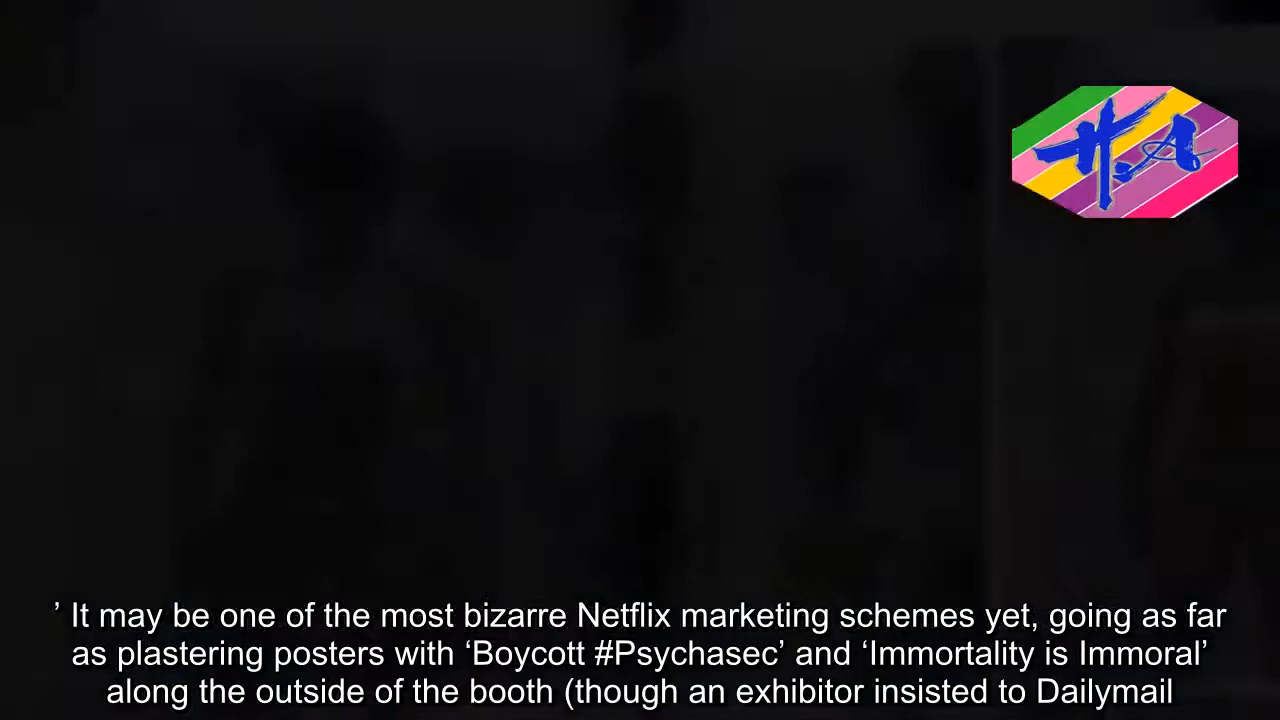 H.A
’ It may be one of the most bizarre Netflix marketing schemes yet, going as far
as plastering posters with ‘Boycott #Psychasec’ and ‘Immortality is Immoral’
along the outside of the booth (though an exhibitor insisted to Dailymail